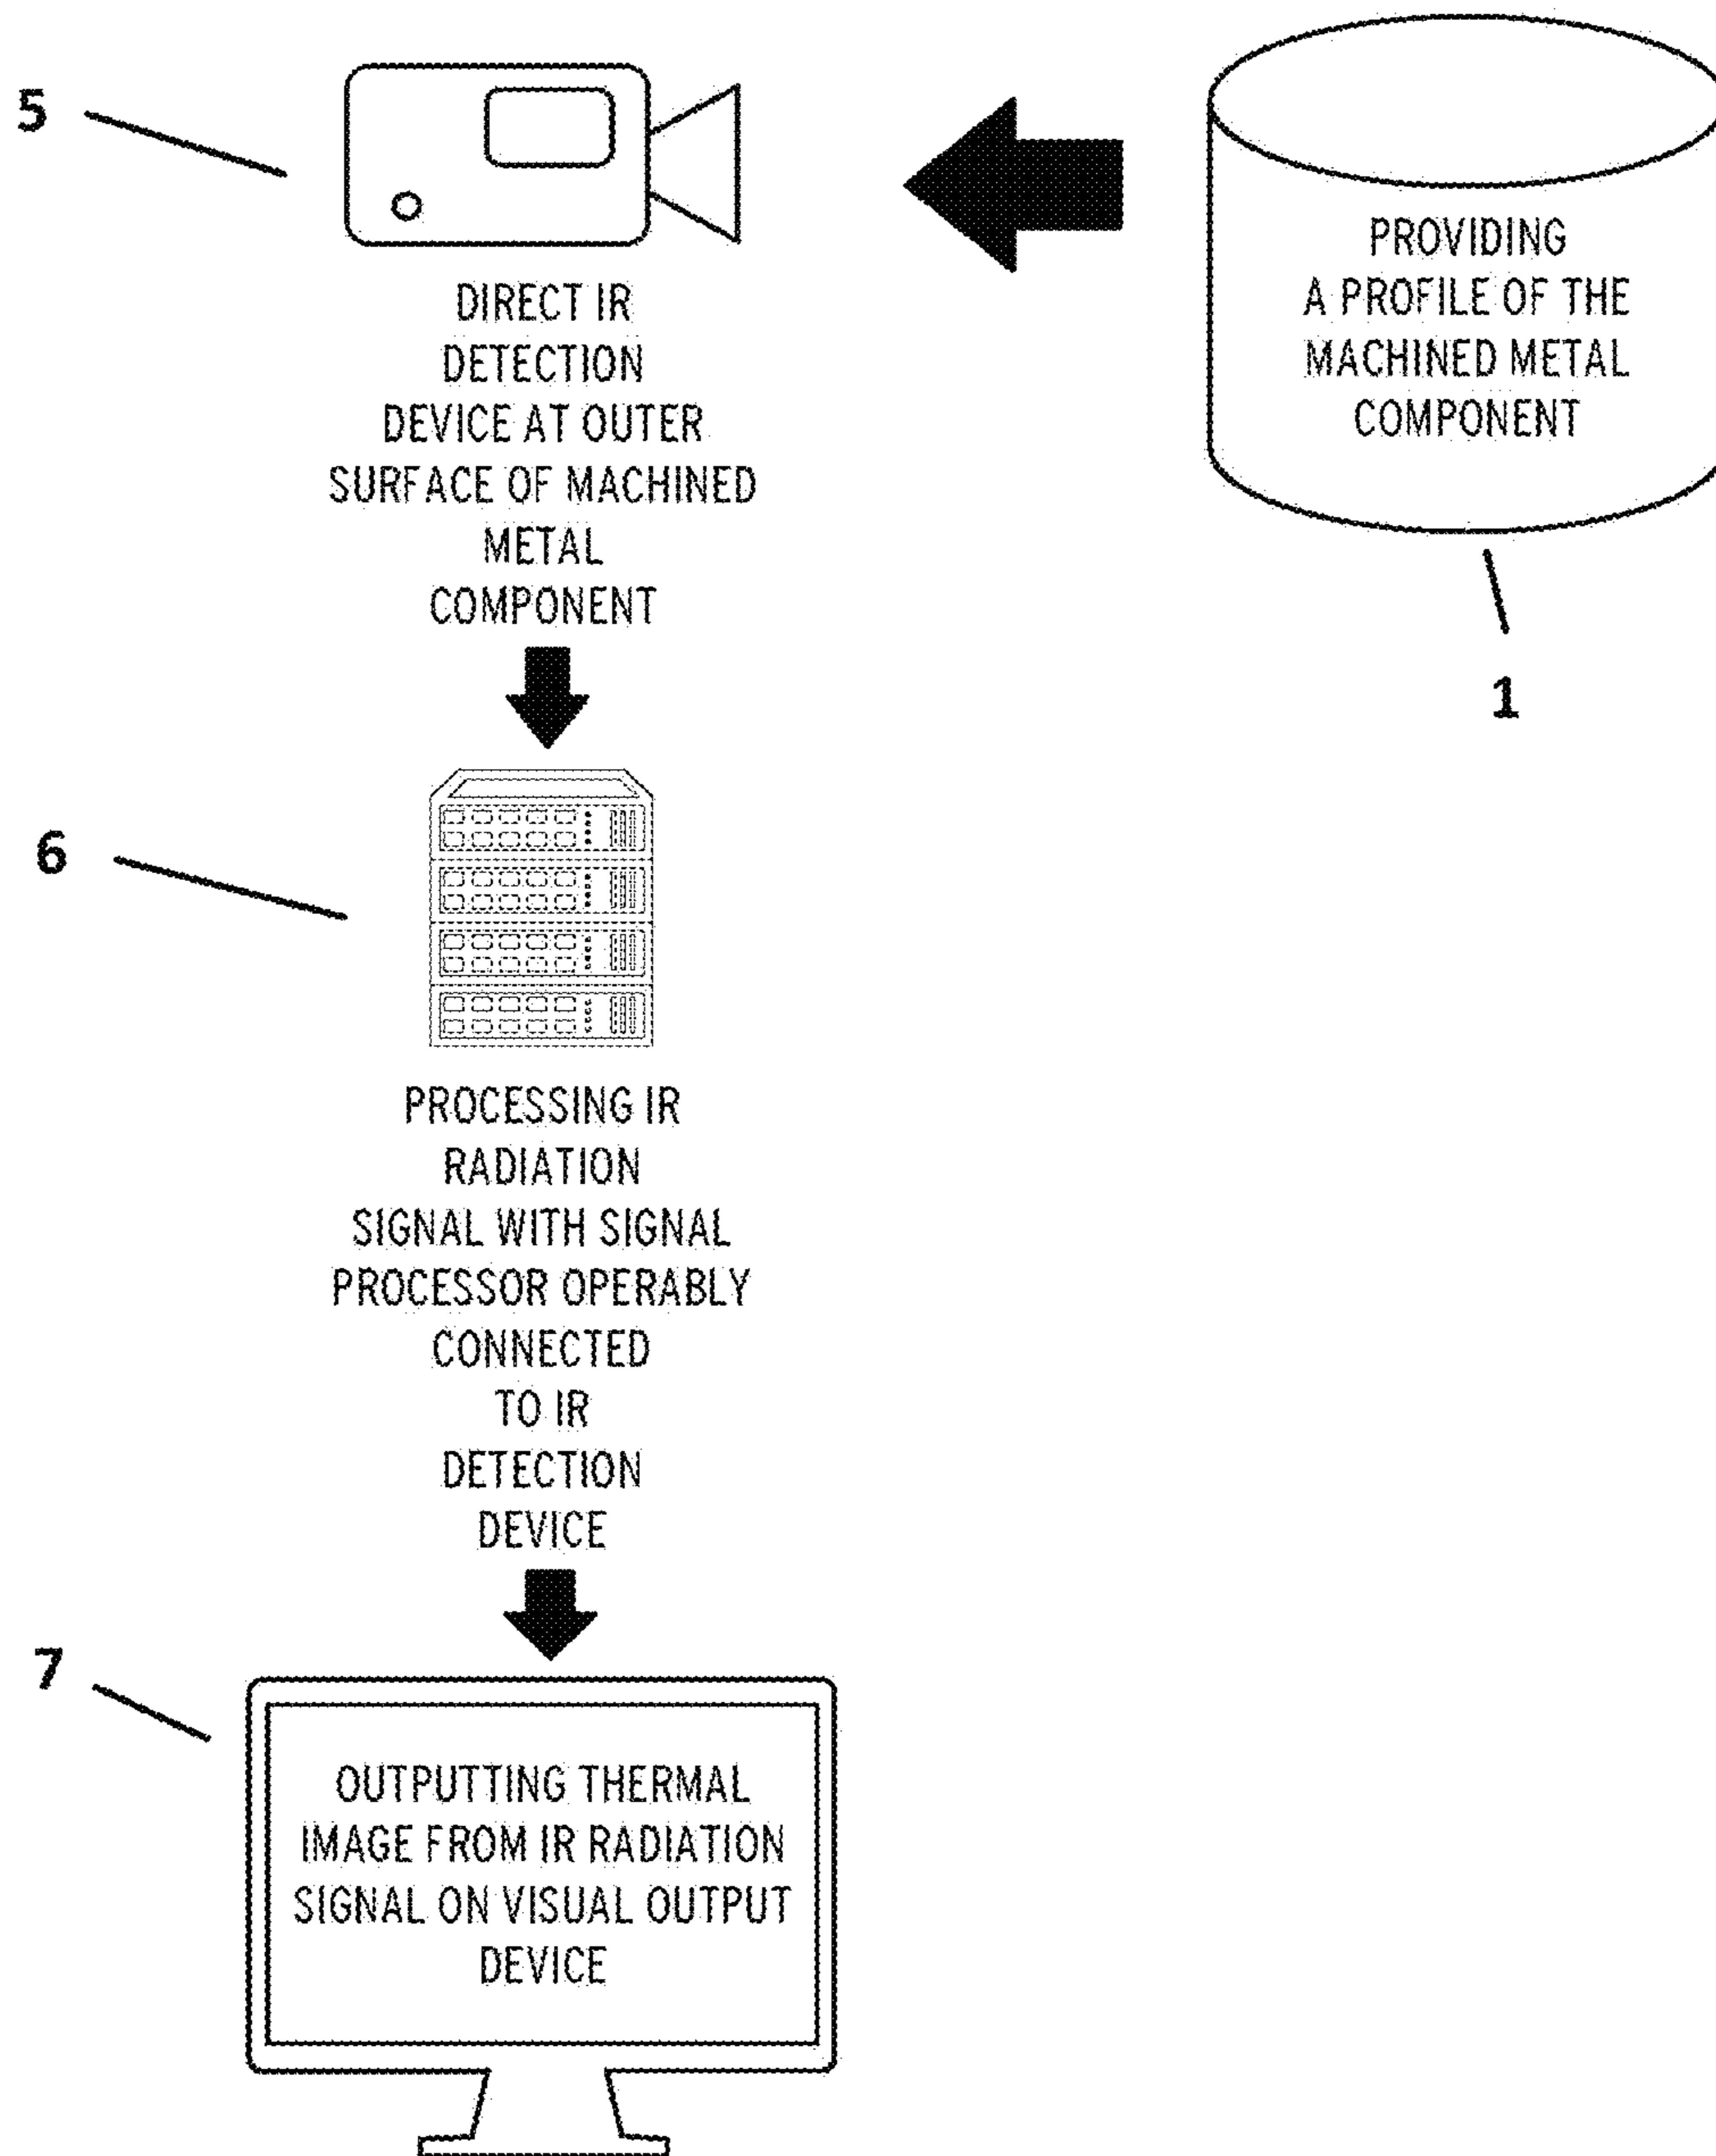 5
DIRECT IR
DETECTION
DEVICE AT OUTER
SURFACE OF MACHINED
METAL
COMPONENT
PROVIDING
A PROFILE OF THE
MACHINED METAL
COMPONENT
1
6
PROCESSING IR
RADIATION
SIGNAL WITH SIGNAL
PROCESSOR OPERABLY
CONNECTED
TO IR
DETECTION
DEVICE
7
OUTPUTTING THERMAL
IMAGE FROM IR RADIATION
SIGNAL ON VISUAL OUTPUT
DEVICE